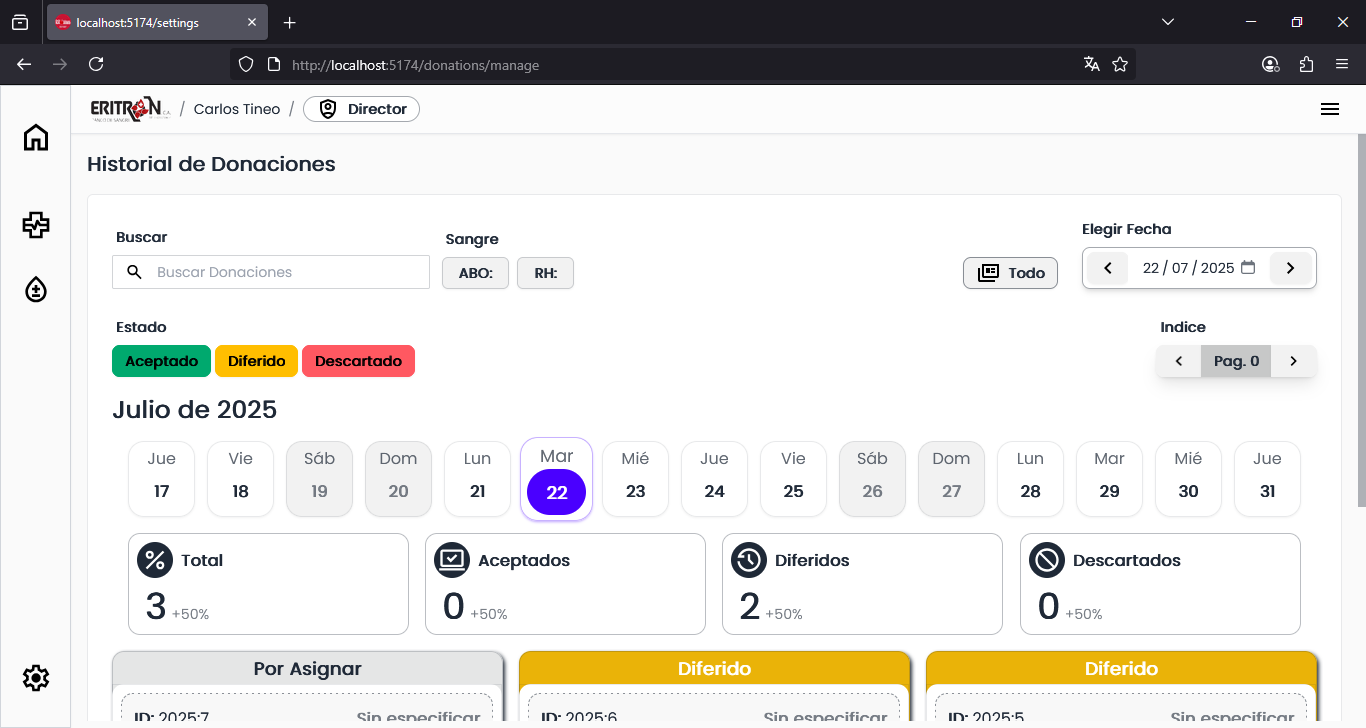 localhost:5174/settings
http://localhost:5174/donations/manage
ERITRON / Carlos Tineo / Director
Historial de Donaciones
Buscar
Buscar Donaciones
Sangre
ABO: RH:
Todo
Elegir Fecha
22 / 07 / 2025
Estado
Aceptado Diferido Descartado
Indice
Pag. 0
Julio de 2025
Jue Vie Sáb Dom Lun Mar Mié Jue Vie Sáb Dom Lun Mar Mié Jue
17 18 19 20 21 22 23 24 25 26 27 28 29 30 31
Total Aceptados Diferidos Descartados
3 +50% 0 +50% 2 +50% 0 +50%
Por Asignar Diferido Diferido
ID: 2025:7 Sin especificar ID: 2025:6 Sin especificar ID: 2025:5 Sin especificar